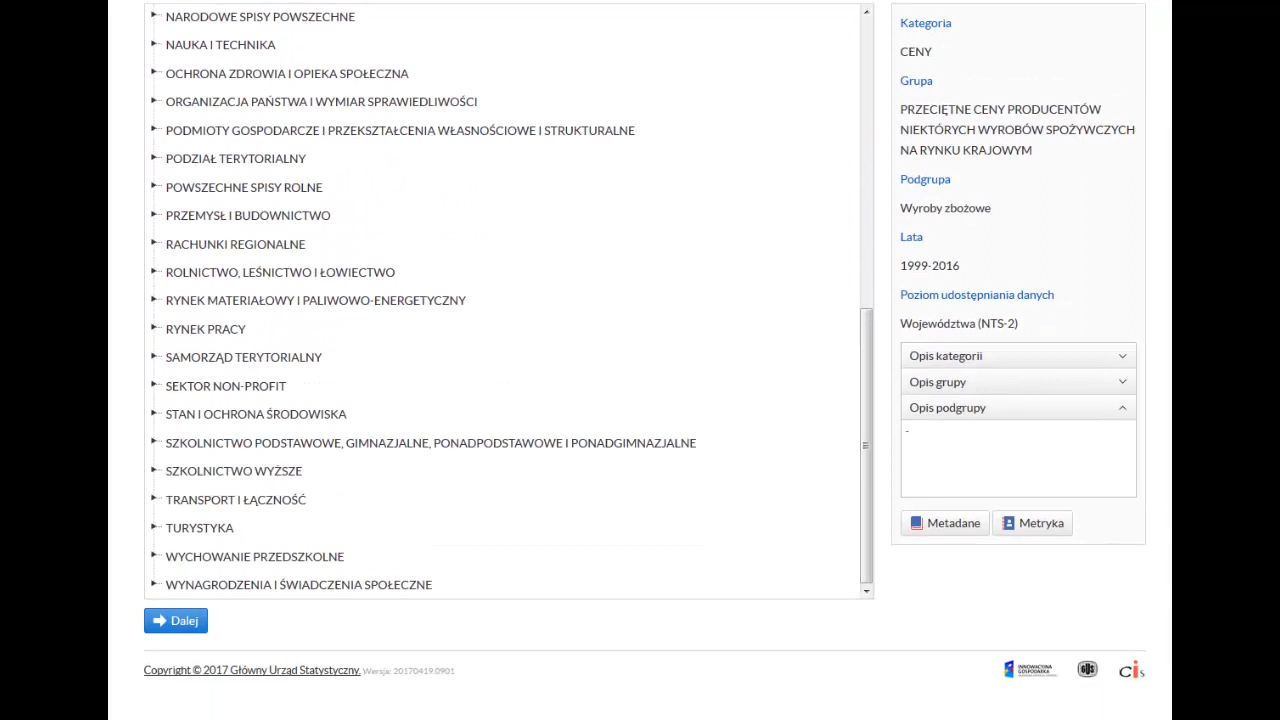 NARODOWE SPISY POWSZECHNE
NAUKA I TECHNIKA
OCHRONA ZDROWIA I OPIEKA SPOŁECZNA
ORGANIZACJA PAŃSTWA I WYMIAR SPRAWIEDLIWOŚCI
PODMIOTY GOSPODARCZE I PRZEKSZTAŁCENIA WŁASNOŚCIOWE I STRUKTURALNE
PODZIAŁ TERYTORIALNY
POWSZECHNE SPISY ROLNE
PRZEMYSŁ I BUDOWNICTWO
RACHUNKI REGIONALNE
ROLNICTWO, LEŚNICTWO I ŁOWIECTWO
RYNEK MATERIAŁOWY I PALIWOWO-ENERGETYCZNY
RYNEK PRACY
SAMORZĄD TERYTORIALNY
SEKTOR NON-PROFIT
STAN I OCHRONA ŚRODOWISKA
SZKOLNICTWO PODSTAWOWE, GIMNAZJALNE, PONADPODSTAWOWE I PONADGIMNAZJALNE
SZKOLNICTWO WYŻSZE
TRANSPORT I ŁĄCZNOŚĆ
TURYSTYKA
WYCHOWANIE PRZEDSZKOLNE
WYNAGRODZENIA I ŚWIADCZENIA SPOŁECZNE
Dalej
Kategoria
CENY
Grupa
PRZECIĘTNE CENY PRODUCENTÓW
NIEKTÓRYCH WYROBÓW SPOŻYWCZYCH
NA RYNKU KRAJOWYM
Podgrupa
Wyroby zbożowe
Lata
1999-2016
Poziom udostępniania danych
Województwa (NTS-2)
Opis kategorii
Opis grupy
Opis podgrupy
-
Metadane
Metryka
Copyright © 2017 Główny Urząd Statystyczny. Wersja: 20170419.0901
INNOWACYJNA
GOSPODARKA
CIS